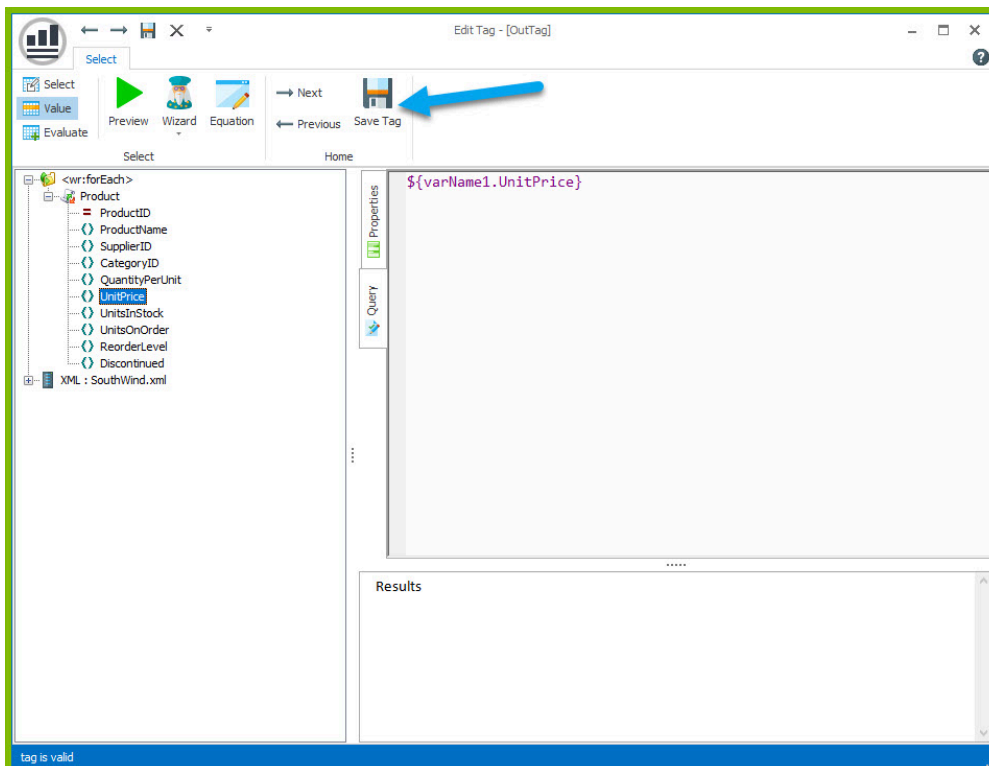 Edit Tag - [OutTag]
Select
Select
Value
Evaluate
Preview
Wizard
Equation
Next
Previous
Save Tag
Select
Home
<wr:forEach>
Product
ProductID
ProductName
SupplierID
CategoryID
QuantityPerUnit
UnitPrice
UnitsInStock
UnitsOnOrder
ReorderLevel
Discontinued
XML : SouthWind.xml
Properties
Query
${varName1.UnitPrice}
Results
tag is valid